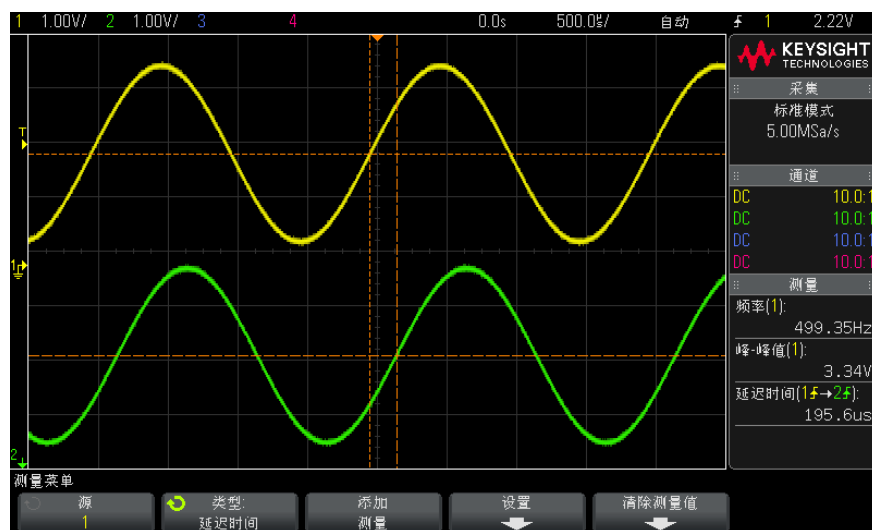 1 1.00V/ 2 1.00V/ 3 4 0.0s 500.0㎲/ 自动 1 2.22V
KEYSIGHT
TECHNOLOGIES
采集
标准模式
5.00MSa/s
通道
DC 10.0:1
DC 10.0:1
DC 10.0:1
DC 10.0:1
测量
频率(1):
499.35Hz
峰-峰值(1):
3.34V
延迟时间(1→2):
195.6us
T
1
2
测量菜单
源
1
类型:
延迟时间
添加
测量
设置
清除测量值